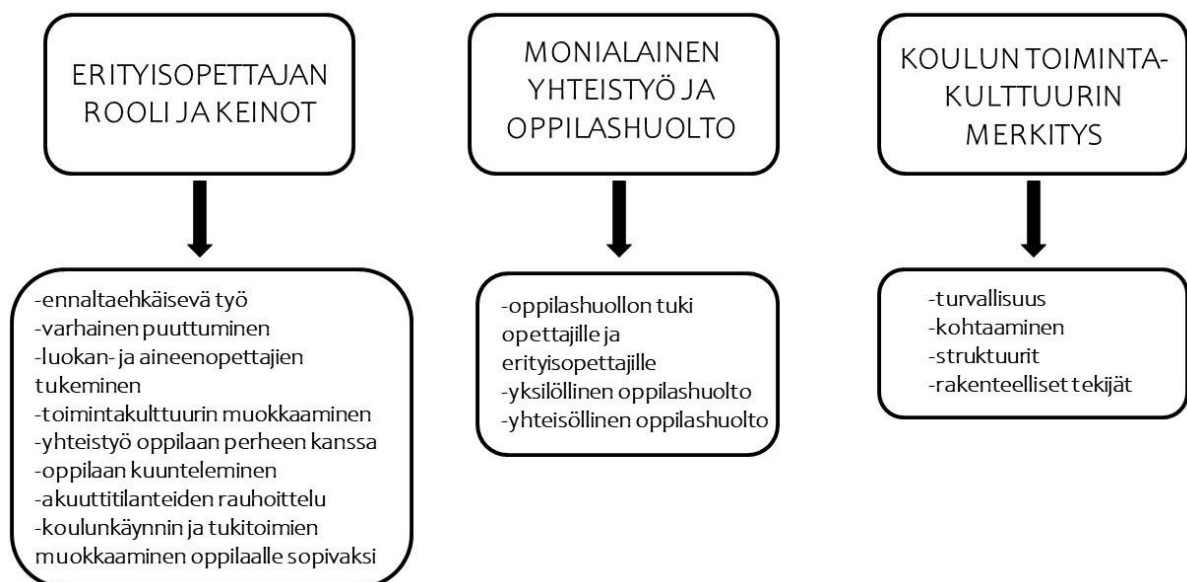 ERITYISOPETTAJAN
ROOLI JA KEINOT
-ennaltaehkäisevä työ
-varhainen puuttuminen
-luokan- ja aineenopettajien
tukeminen
-toimintakulttuurin muokkaaminen
-yhteistyö oppilaan perheen kanssa
-oppilaan kuunteleminen
-akuuttitilanteiden rauhoittelu
-koulunkäynnin ja tukitoimien
muokkaaminen oppilaalle sopivaksi
MONIALAINEN
YHTEISTYÖ JA
OPPILASHUOLTO
-oppilashuollon tuki
opettajille ja
erityisopettajille
-yksilöllinen oppilashuolto
-yhteisöllinen oppilashuolto
KOULUN TOIMINTA-
KULTTUURIN
MERKITYS
-turvallisuus
-kohtaaminen
-struktuurit
-rakenteelliset tekijät